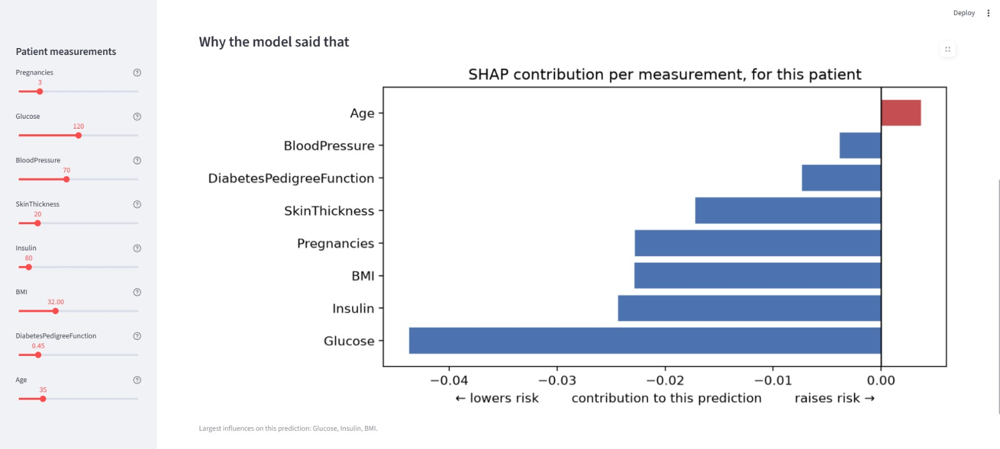 Deploy
Patient measurements
Pregnancies
3
Glucose
120
BloodPressure
70
SkinThickness
20
Insulin
80
BMI
32.00
DiabetesPedigreeFunction
0.45
Age
35
Why the model said that
SHAP contribution per measurement, for this patient
Age
BloodPressure
DiabetesPedigreeFunction
SkinThickness
Pregnancies
BMI
Insulin
Glucose
−0.04 −0.03 −0.02 −0.01 0.00
← lowers risk contribution to this prediction raises risk →
Largest influences on this prediction: Glucose, Insulin, BMI.